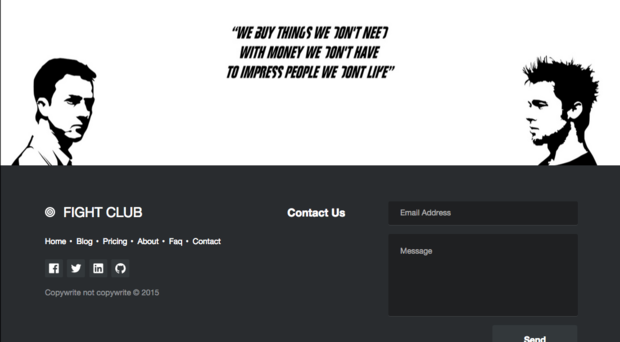 “WE BUY THINGS WE DON'T NEED
WITH MONEY WE DON'T HAVE
TO IMPRESS PEOPLE WE DONT LIKE”
FIGHT CLUB
Home • Blog • Pricing • About • Faq • Contact
Copywrite not copywrite © 2015
Contact Us
Email Address
Message
Send